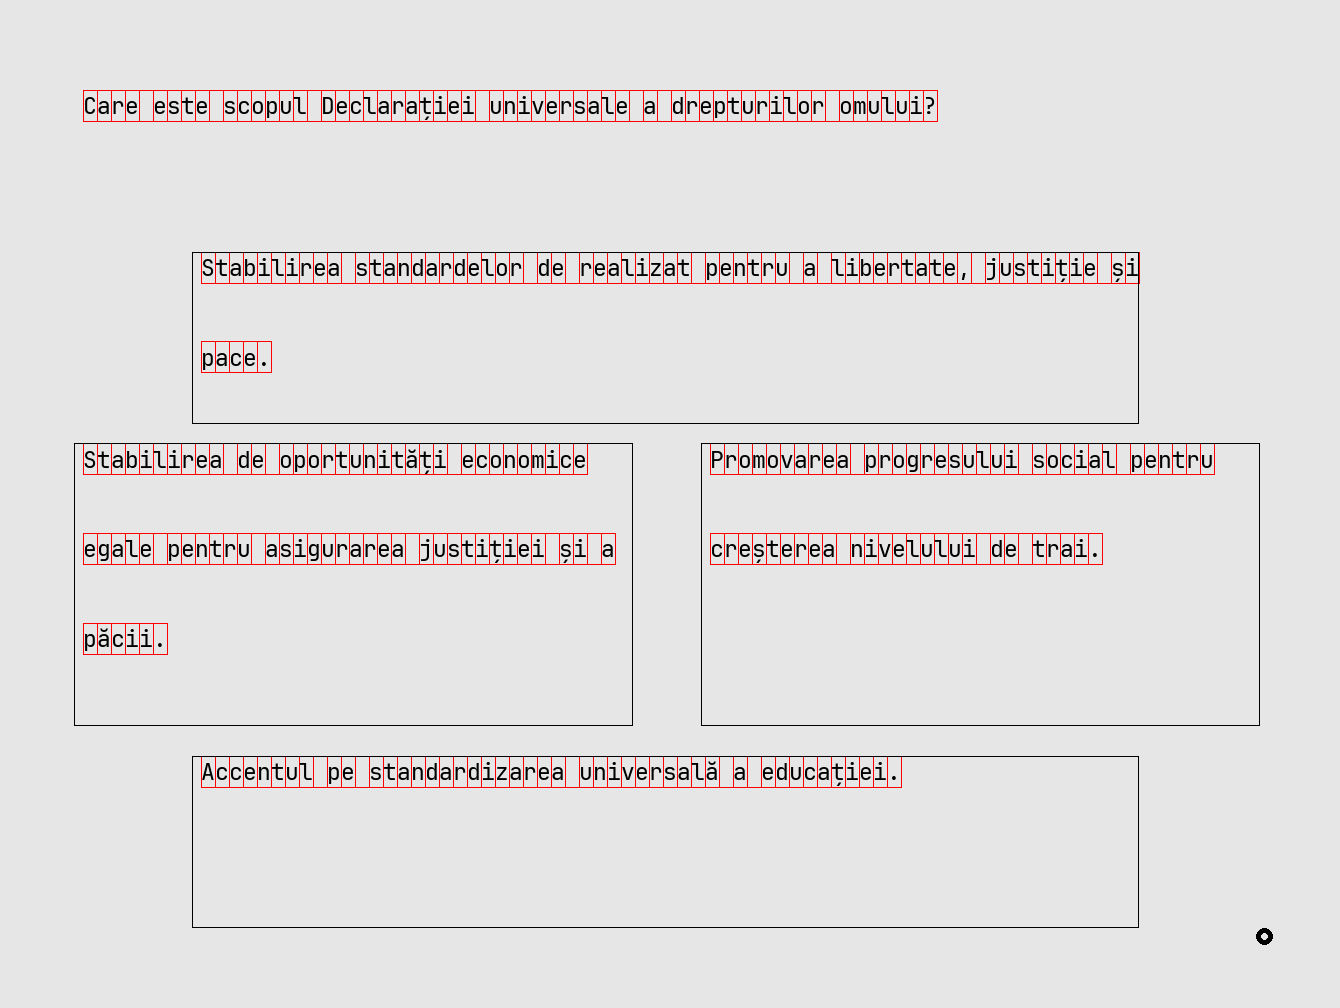 Care este scopul Declarației universale a drepturilor omului?
Stabilirea standardelor de realizat pentru a libertate, justiție și
pace.
Stabilirea de oportunități economice
egale pentru asigurarea justiției și a
păcii.
Promovarea progresului social pentru
creșterea nivelului de trai.
Accentul pe standardizarea universală a educației.